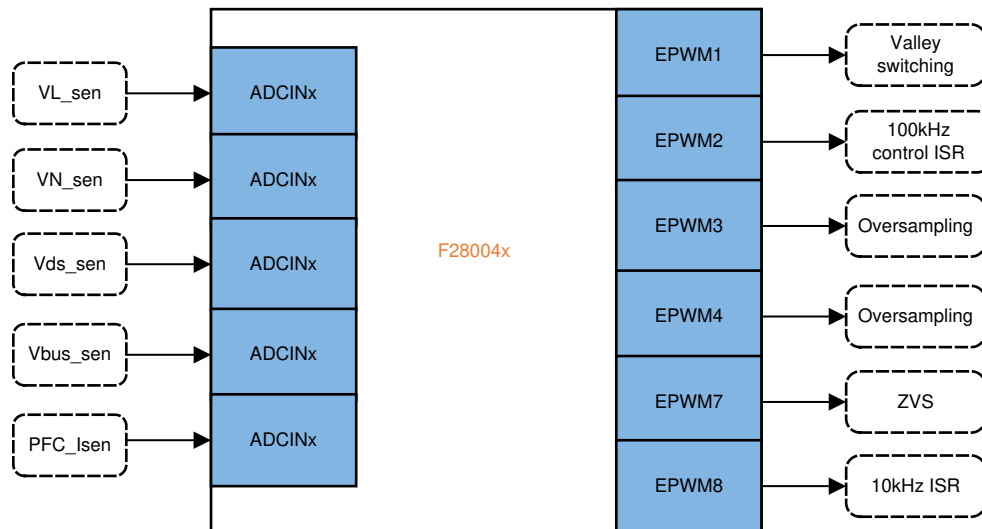 VL_sen
VN_sen
Vds_sen
Vbus_sen
PFC_Isen
ADCINx
ADCINx
ADCINx
ADCINx
ADCINx
F28004x
EPWM1
EPWM2
EPWM3
EPWM4
EPWM7
EPWM8
Valley
switching
100kHz
control ISR
Oversampling
Oversampling
ZVS
10kHz ISR